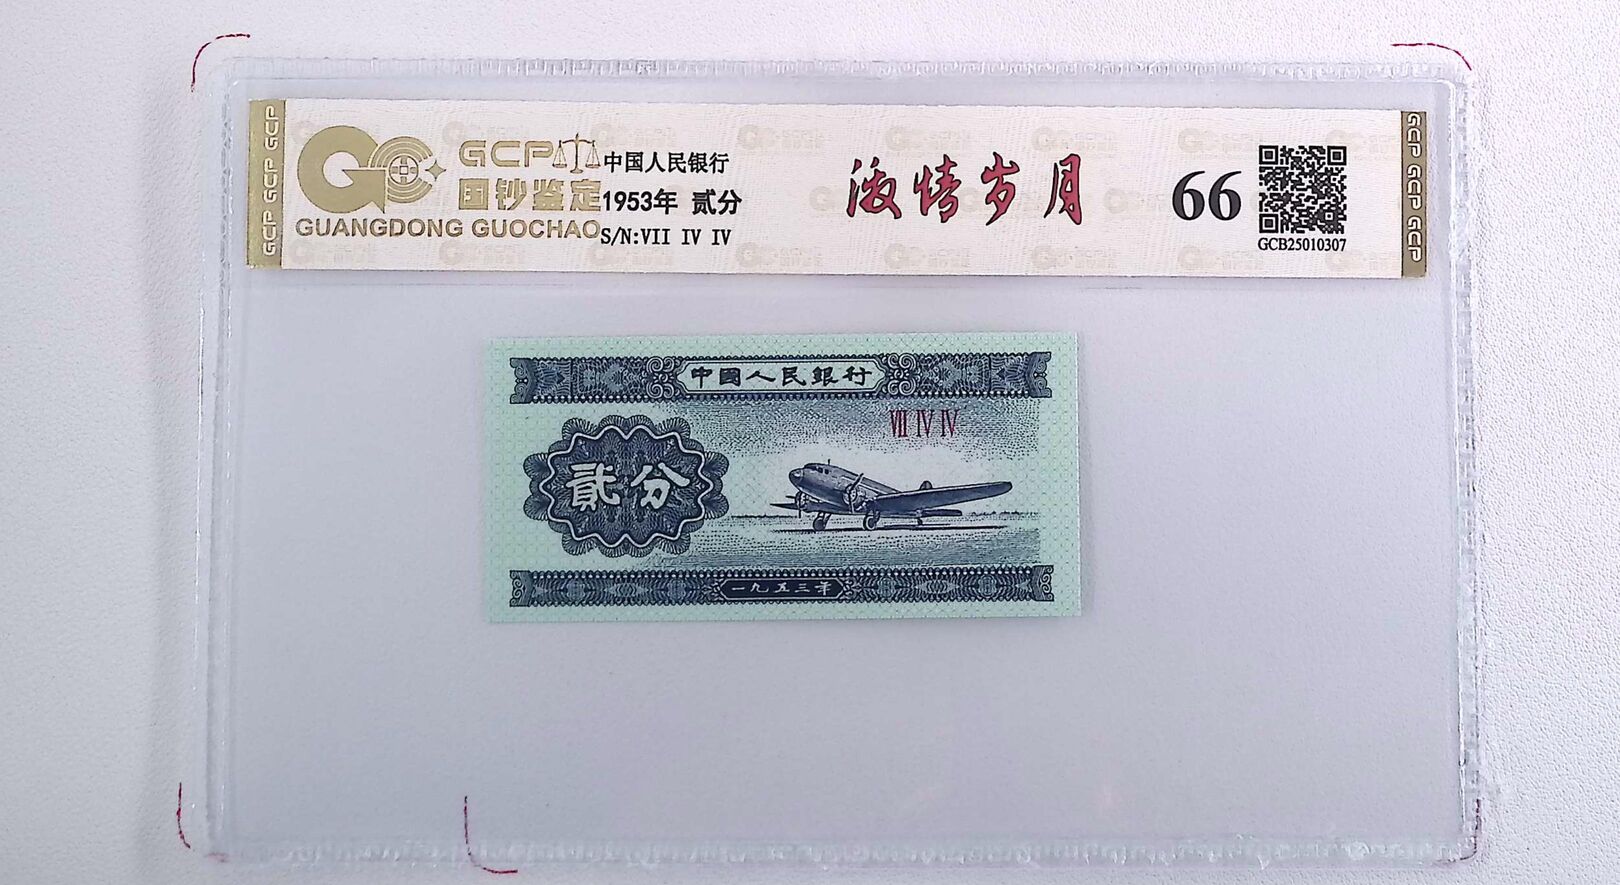 GCP GCP GCP
GCP
国钞鉴定
GUANGDONG GUOCHAO
中国人民银行
1953年 贰分
S/N:VII IV IV
激情岁月
66
GCB25010307
GCP GCP GCP
中國人民銀行
VII IV IV
貳分
一九五三年